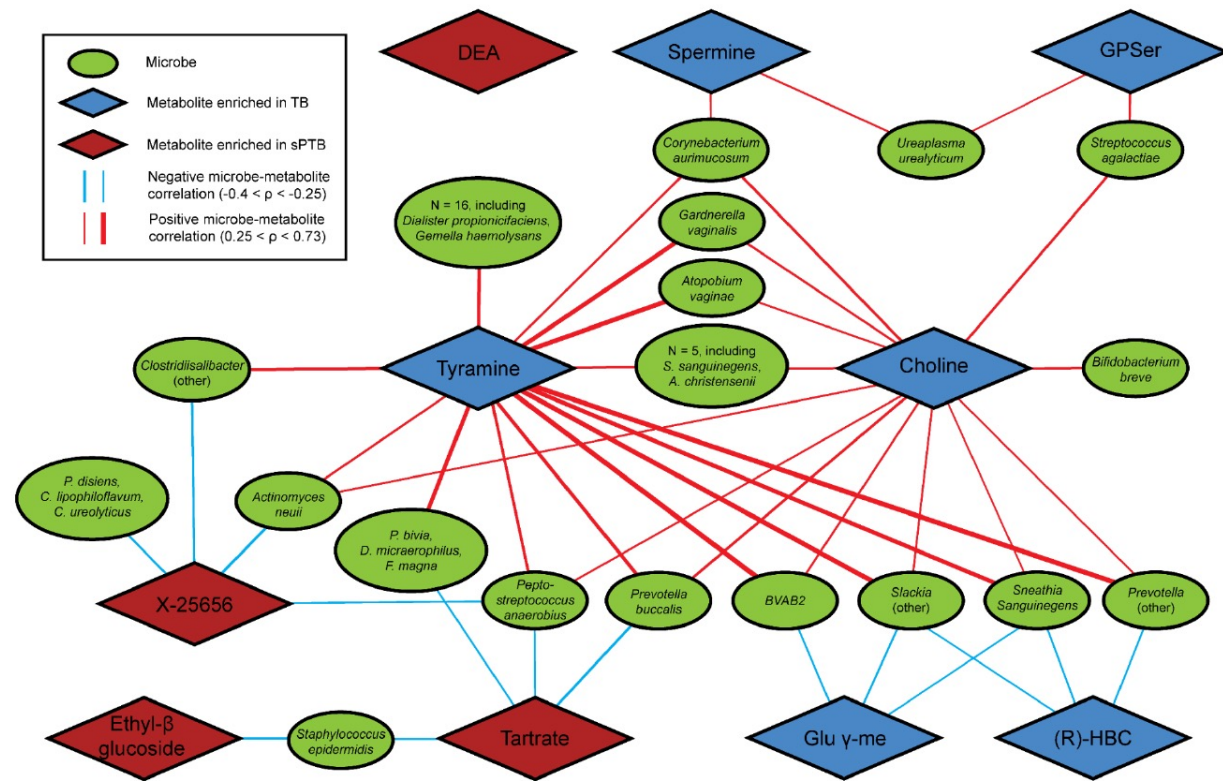 DEA
Spermine
GPSer
Microbe
Metabolite enriched in TB
Metabolite enriched in sPTB
Negative microbe-metabolite
correlation (-0.4 < ρ < -0.25)
Positive microbe-metabolite
correlation (0.25 < ρ < 0.73)
Corynebacterium
aurimucosum
Ureaplasma
urealyticum
Streptococcus
agalactiae
N = 16, including
Dialister propionicifaciens,
Gemella haemolysans
Gardnerella
vaginalis
Atopobium
vaginae
Clostridiisalibacter
(other)
Tyramine
N = 5, including
S. sanguinegens,
A. christensenii
Choline
Bifidobacterium
breve
P. disiens,
C. lipophiloflavum,
C. ureolyticus
Actinomyces
neuii
P. bivia,
D. micraerophilus,
F. magna
X-25656
Pepto-
streptococcus
anaerobius
Prevotella
buccalis
BVAB2
Slackia
(other)
Sneathia
Sanguinegens
Prevotella
(other)
Ethyl-β
glucoside
Staphylococcus
epidermidis
Tartrate
Glu γ-me
(R)-HBC